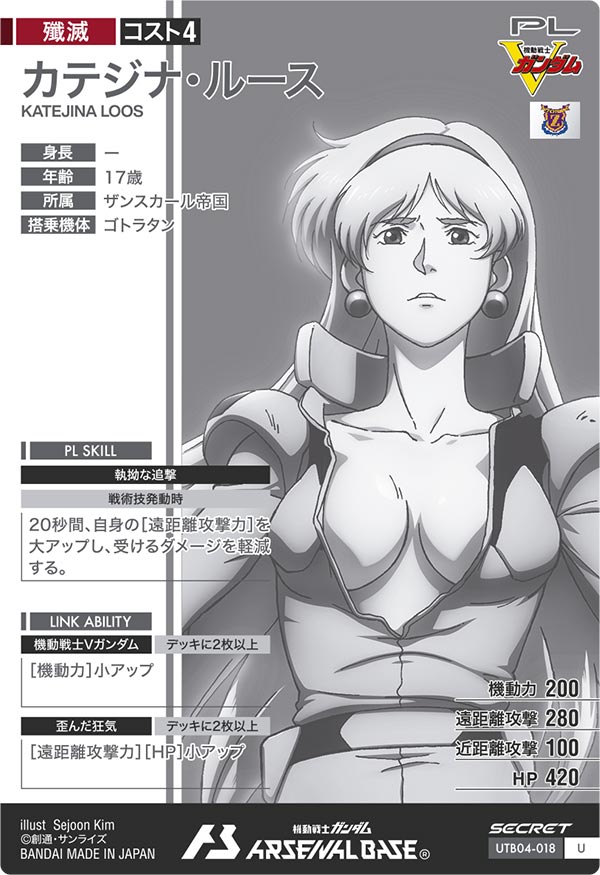 殲滅 コスト4
PL
機動戦士
Vガンダム
カテジナ・ルース
KATEJINA LOOS
身長 ー
年齢 17歳
所属 ザンスカール帝国
搭乗機体 ゴトラタン
PL SKILL
執拗な追撃
戦術技発動時
20秒間、自身の[遠距離攻撃力]を
大アップし、受けるダメージを軽減
する。
LINK ABILITY
機動戦士Vガンダム デッキに2枚以上
[機動力]小アップ
歪んだ狂気 デッキに2枚以上
[遠距離攻撃力][HP]小アップ
機動力 200
遠距離攻撃 280
近距離攻撃 100
HP 420
illust Sejoon Kim
©創通・サンライズ
BANDAI MADE IN JAPAN
機動戦士ガンダム
ARSENAL BASE®
SECRET
UTB04-018 U